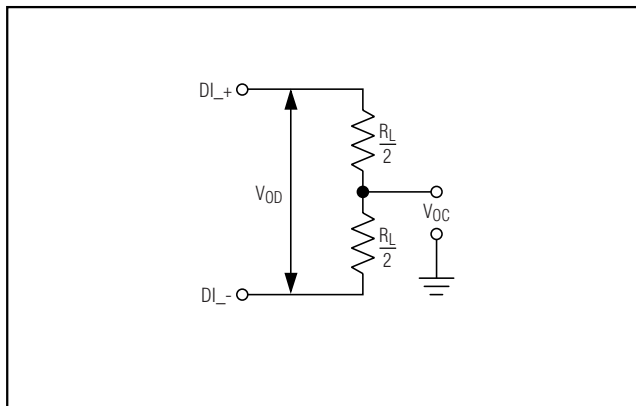 DI_+
R_L
2
V_OD
V_OC
R_L
2
DI_-